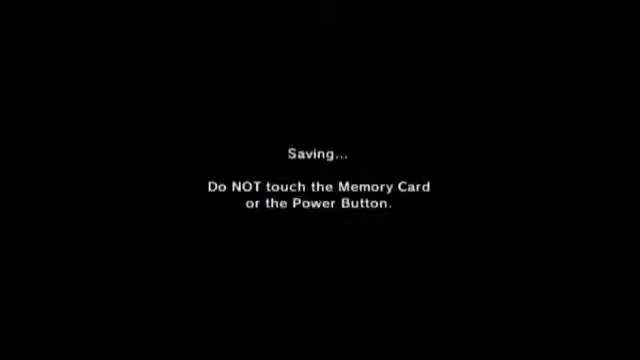 Saving...
Do NOT touch the Memory Card
or the Power Button.